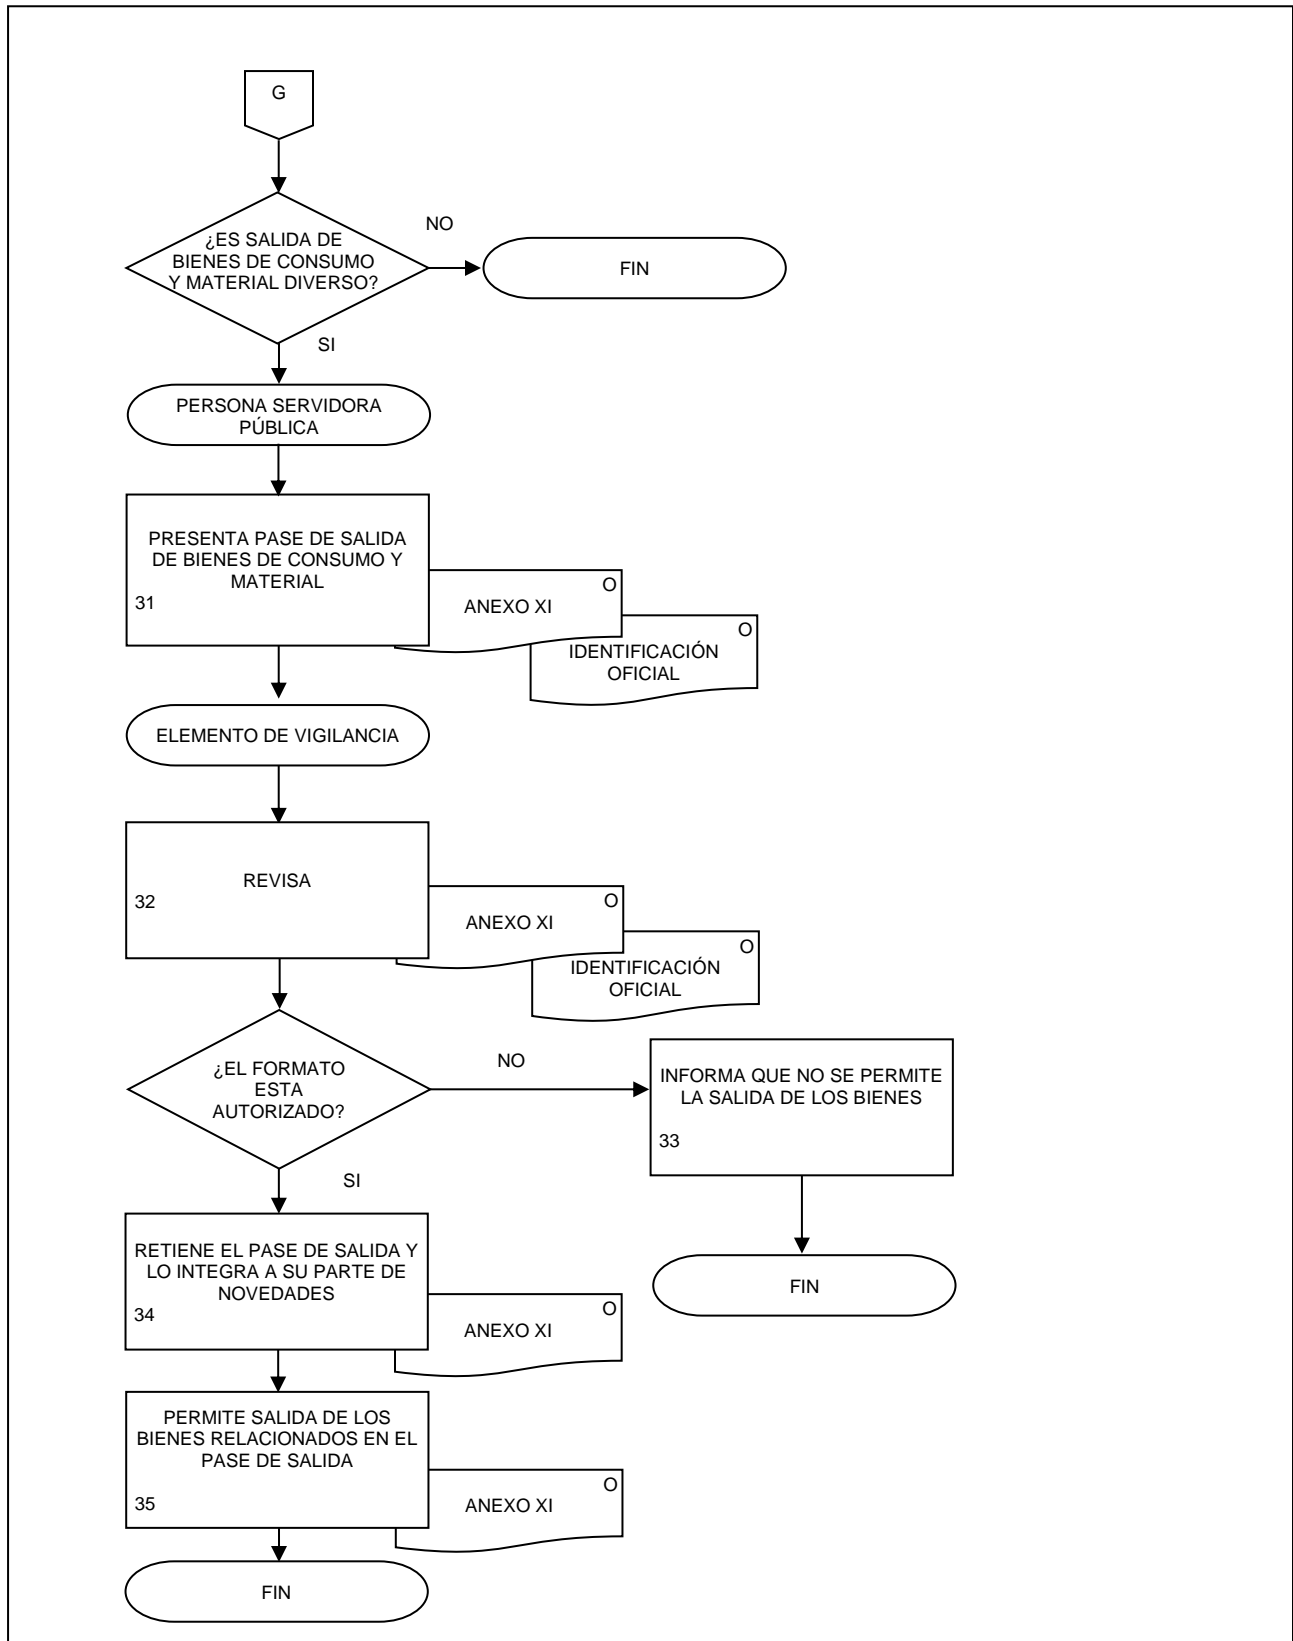 G
¿ES SALIDA DE
BIENES DE CONSUMO
Y MATERIAL DIVERSO?
NO
FIN
SI
PERSONA SERVIDORA
PÚBLICA
PRESENTA PASE DE SALIDA
DE BIENES DE CONSUMO Y
MATERIAL
31
O
ANEXO XI
O
IDENTIFICACIÓN
OFICIAL
ELEMENTO DE VIGILANCIA
REVISA
32
O
ANEXO XI
O
IDENTIFICACIÓN
OFICIAL
¿EL FORMATO
ESTA
AUTORIZADO?
NO
INFORMA QUE NO SE PERMITE
LA SALIDA DE LOS BIENES
33
FIN
SI
RETIENE EL PASE DE SALIDA Y
LO INTEGRA A SU PARTE DE
NOVEDADES
34
O
ANEXO XI
PERMITE SALIDA DE LOS
BIENES RELACIONADOS EN EL
PASE DE SALIDA
35
O
ANEXO XI
FIN